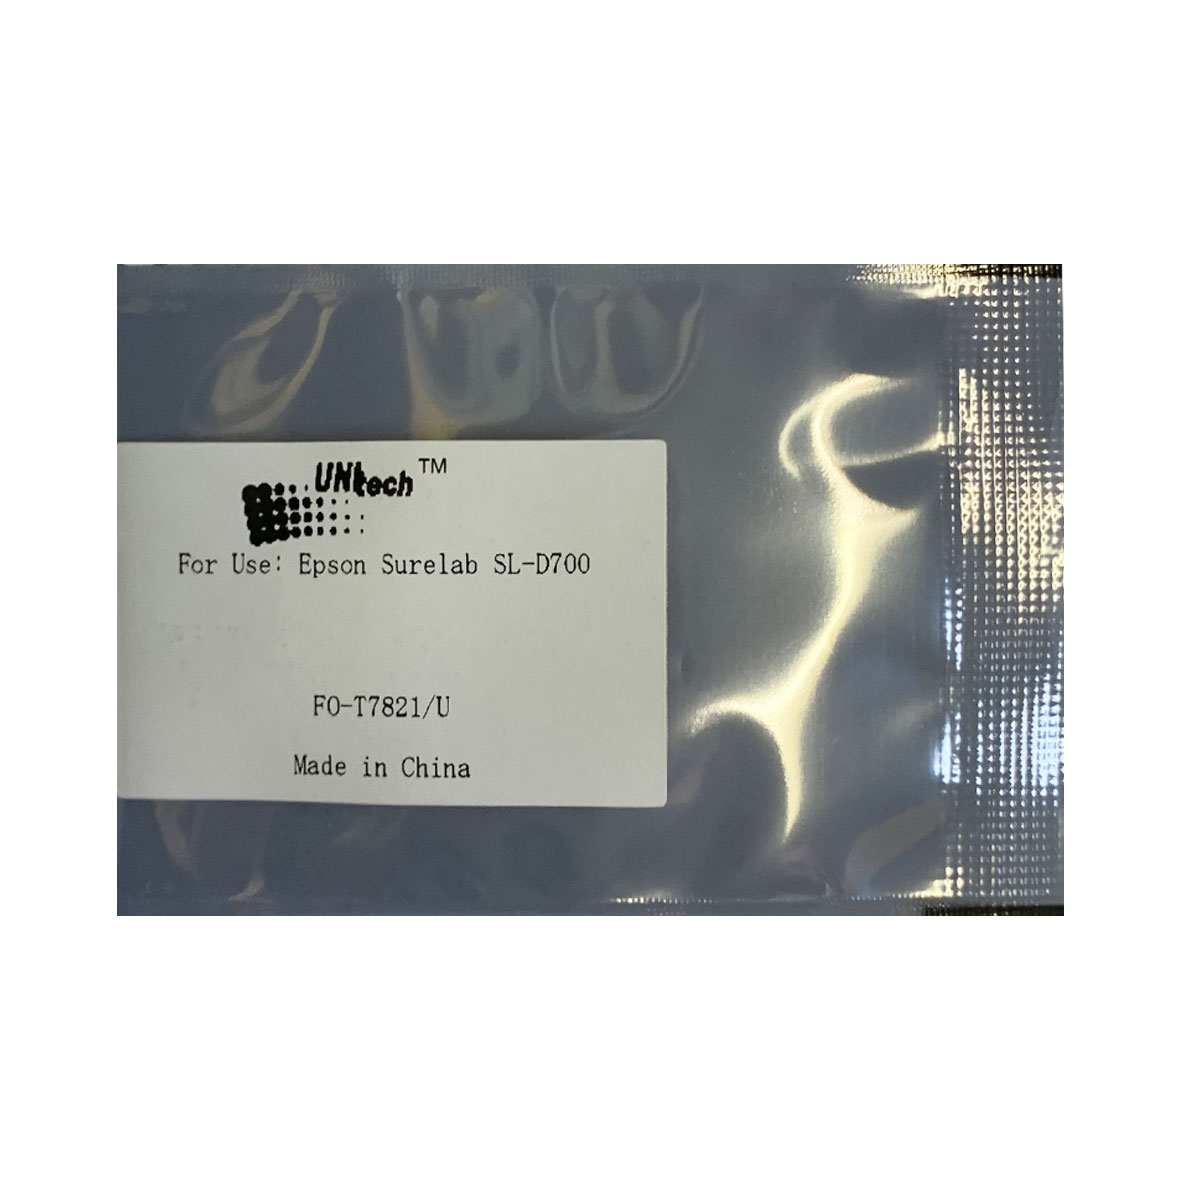 UNItech™
For Use: Epson Surelab SL-D700
FO-T7821/U
Made in China